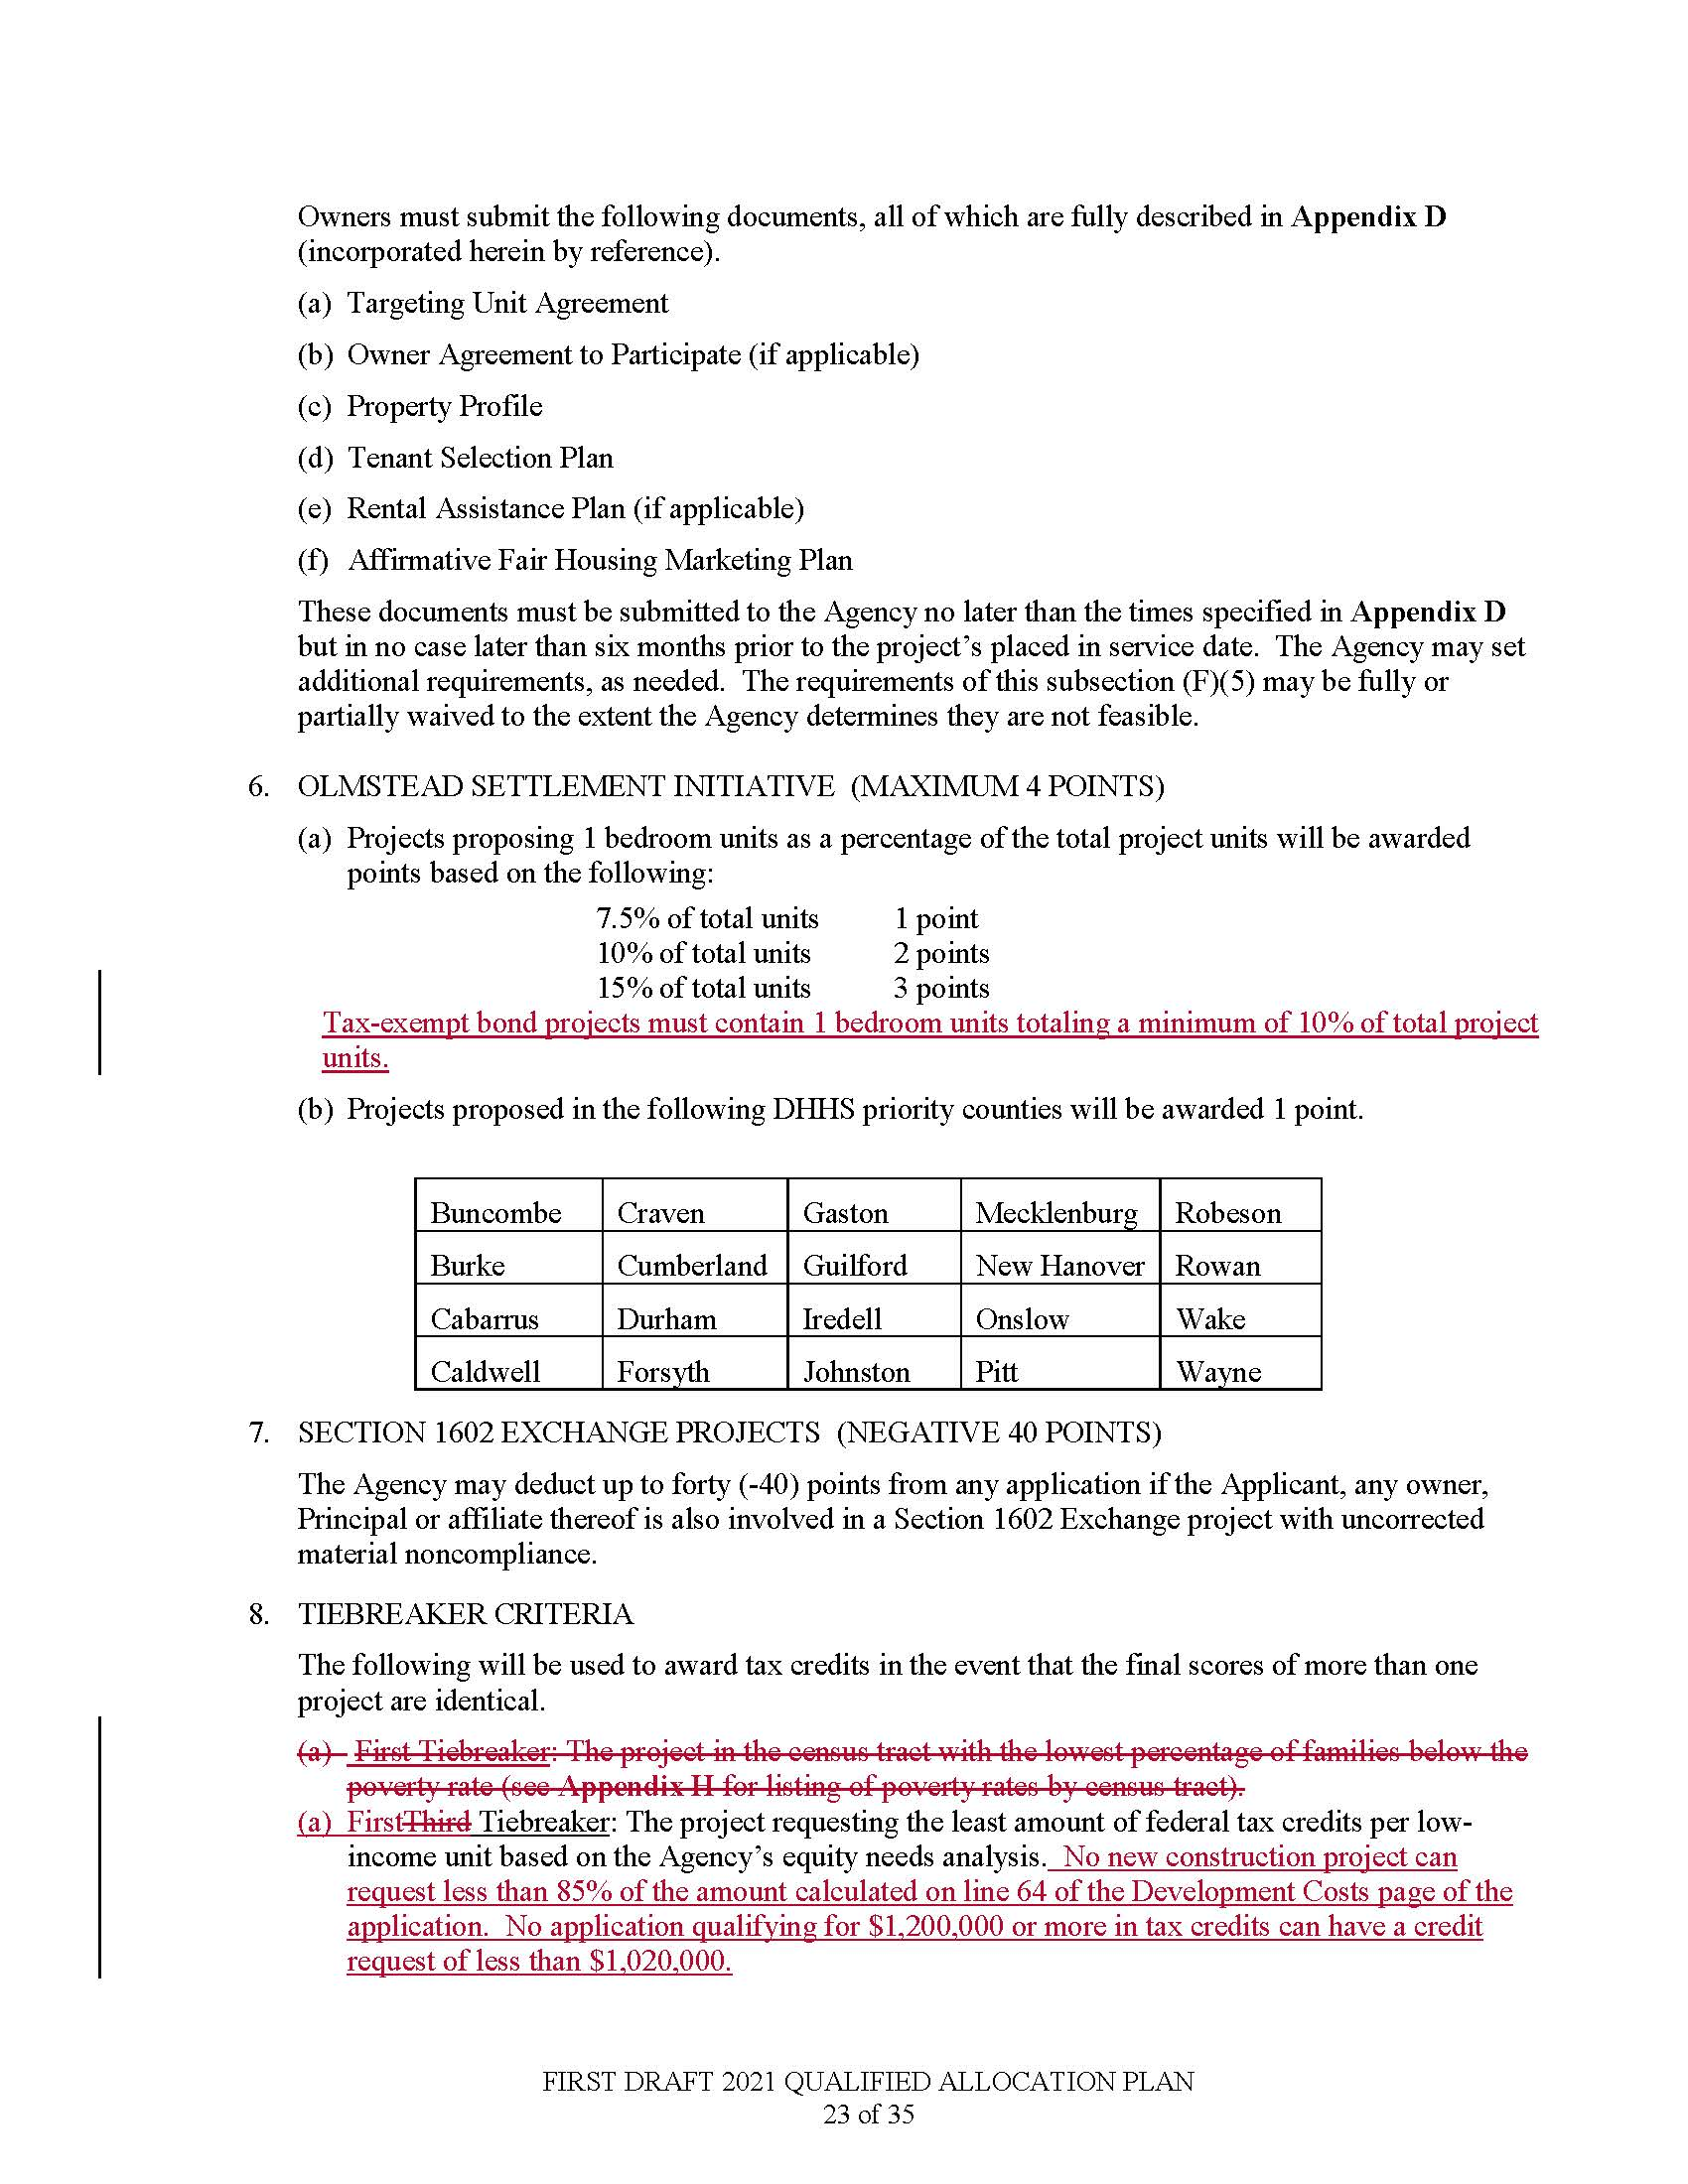 Owners must submit the following documents, all of which are fully described in Appendix D
(incorporated herein by reference).
(a) Targeting Unit Agreement
(b) Owner Agreement to Participate (if applicable)
(c) Property Profile
(d) Tenant Selection Plan
(e) Rental Assistance Plan (if applicable)
(f) Affirmative Fair Housing Marketing Plan
These documents must be submitted to the Agency no later than the times specified in Appendix D
but in no case later than six months prior to the project’s placed in service date. The Agency may set
additional requirements, as needed. The requirements of this subsection (F)(5) may be fully or
partially waived to the extent the Agency determines they are not feasible.
6. OLMSTEAD SETTLEMENT INITIATIVE (MAXIMUM 4 POINTS)
(a) Projects proposing 1 bedroom units as a percentage of the total project units will be awarded
points based on the following:
7.5% of total units 1 point
10% of total units 2 points
15% of total units 3 points
Tax-exempt bond projects must contain 1 bedroom units totaling a minimum of 10% of total project
units.
(b) Projects proposed in the following DHHS priority counties will be awarded 1 point.
Buncombe Craven Gaston Mecklenburg Robeson
Burke Cumberland Guilford New Hanover Rowan
Cabarrus Durham Iredell Onslow Wake
Caldwell Forsyth Johnston Pitt Wayne
7. SECTION 1602 EXCHANGE PROJECTS (NEGATIVE 40 POINTS)
The Agency may deduct up to forty (-40) points from any application if the Applicant, any owner,
Principal or affiliate thereof is also involved in a Section 1602 Exchange project with uncorrected
material noncompliance.
8. TIEBREAKER CRITERIA
The following will be used to award tax credits in the event that the final scores of more than one
project are identical.
(a) First Tiebreaker: The project in the census tract with the lowest percentage of families below the
poverty rate (see Appendix H for listing of poverty rates by census tract).
(a) FirstThird Tiebreaker: The project requesting the least amount of federal tax credits per low-
income unit based on the Agency’s equity needs analysis. No new construction project can
request less than 85% of the amount calculated on line 64 of the Development Costs page of the
application. No application qualifying for $1,200,000 or more in tax credits can have a credit
request of less than $1,020,000.
FIRST DRAFT 2021 QUALIFIED ALLOCATION PLAN
23 of 35